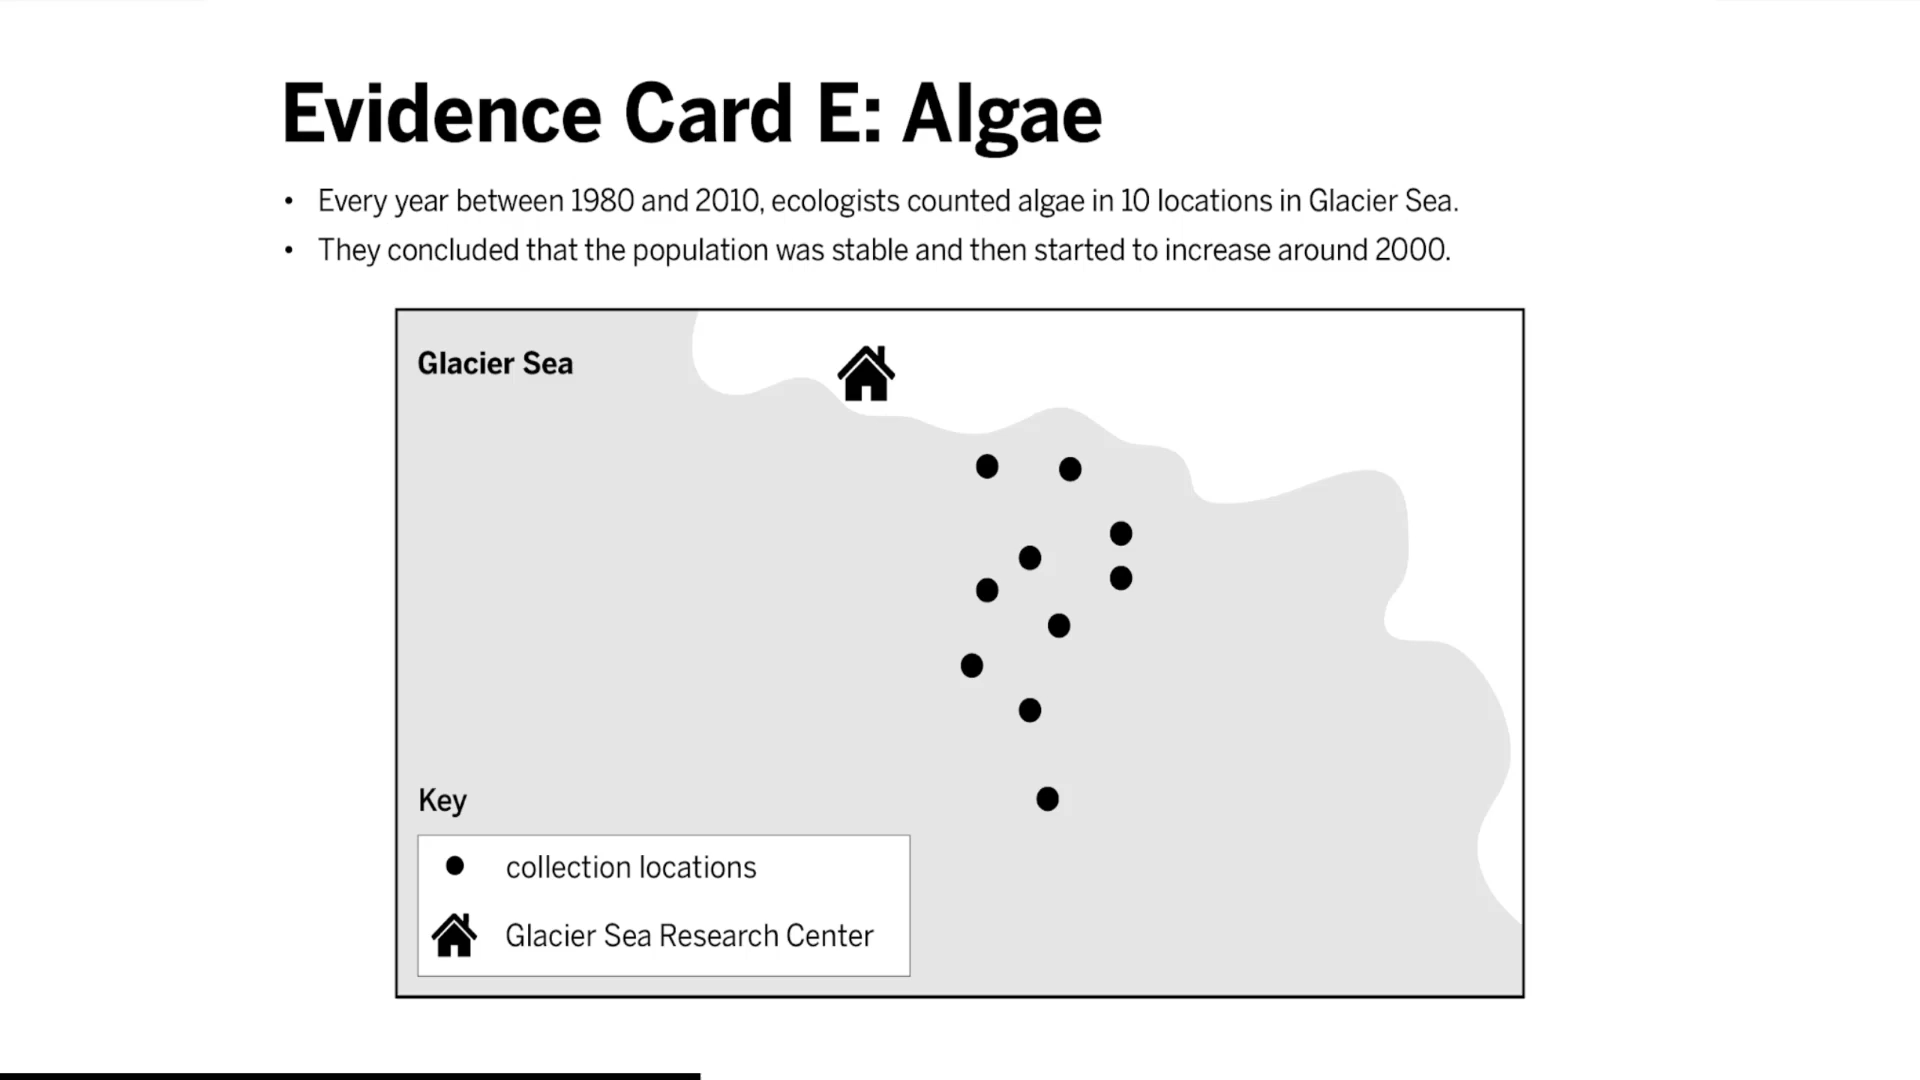 Evidence Card E: Algae
• Every year between 1980 and 2010, ecologists counted algae in 10 locations in Glacier Sea.
• They concluded that the population was stable and then started to increase around 2000.
Glacier Sea
Key
collection locations
Glacier Sea Research Center